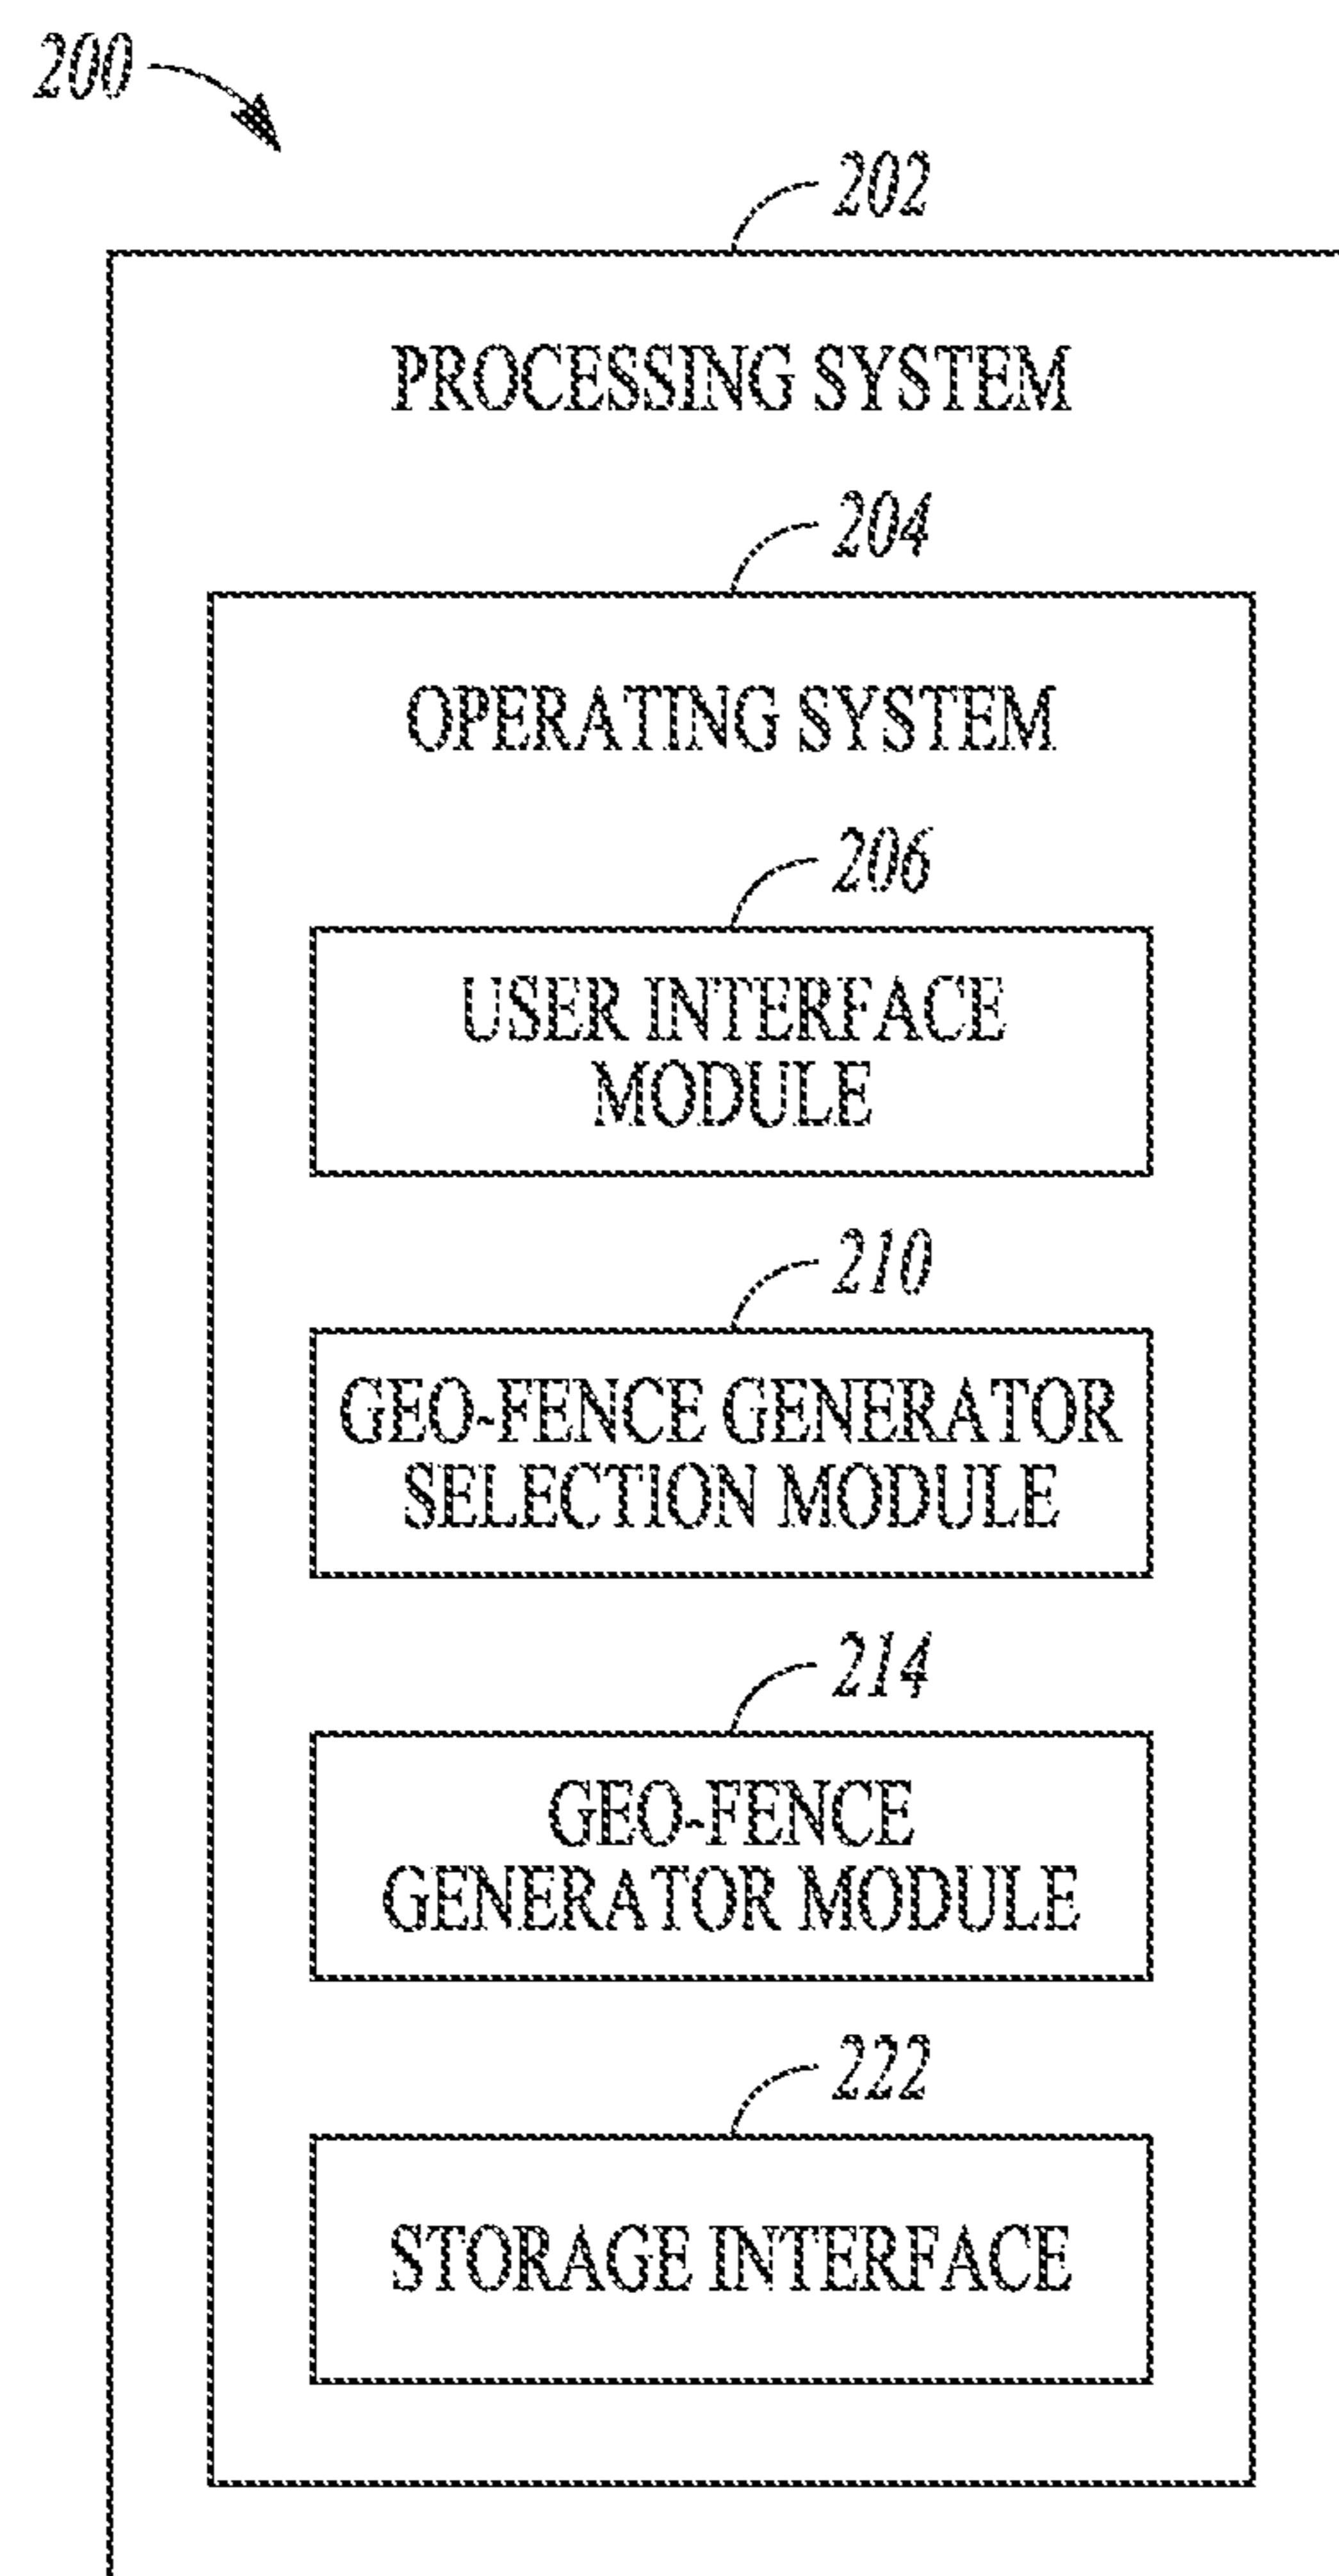 200
202
PROCESSING SYSTEM
204
OPERATING SYSTEM
206
USER INTERFACE
MODULE
210
GEO-FENCE GENERATOR
SELECTION MODULE
214
GEO-FENCE
GENERATOR MODULE
222
STORAGE INTERFACE